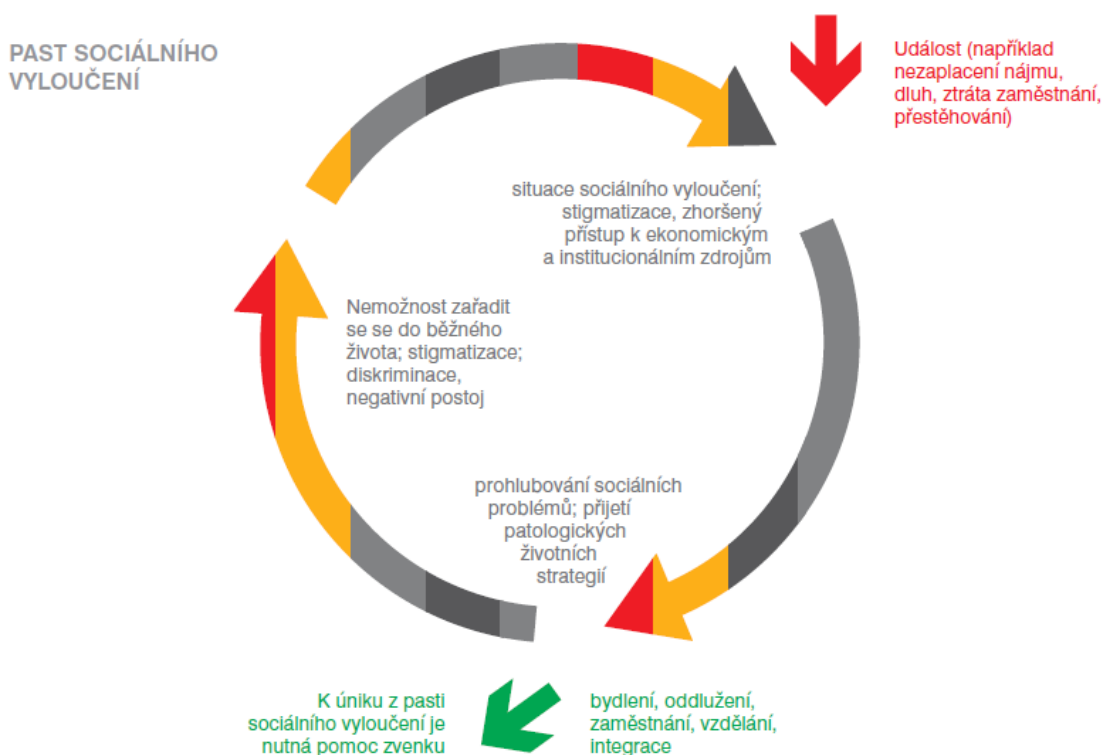 PAST SOCIÁLNÍHO
VYLOUČENÍ
Událost (například
nezaplacení nájmu,
dluh, ztráta zaměstnání,
přestěhování)
situace sociálního vyloučení;
stigmatizace, zhoršený
přístup k ekonomickým
a institucionálním zdrojům
Nemožnost zařadit
se se do běžného
života; stigmatizace;
diskriminace,
negativní postoj
prohlubování sociálních
problémů; přijetí
patologických
životních
strategií
K úniku z pasti
sociálního vyloučení je
nutná pomoc zvenku
bydlení, oddlužení,
zaměstnání, vzdělání,
integrace